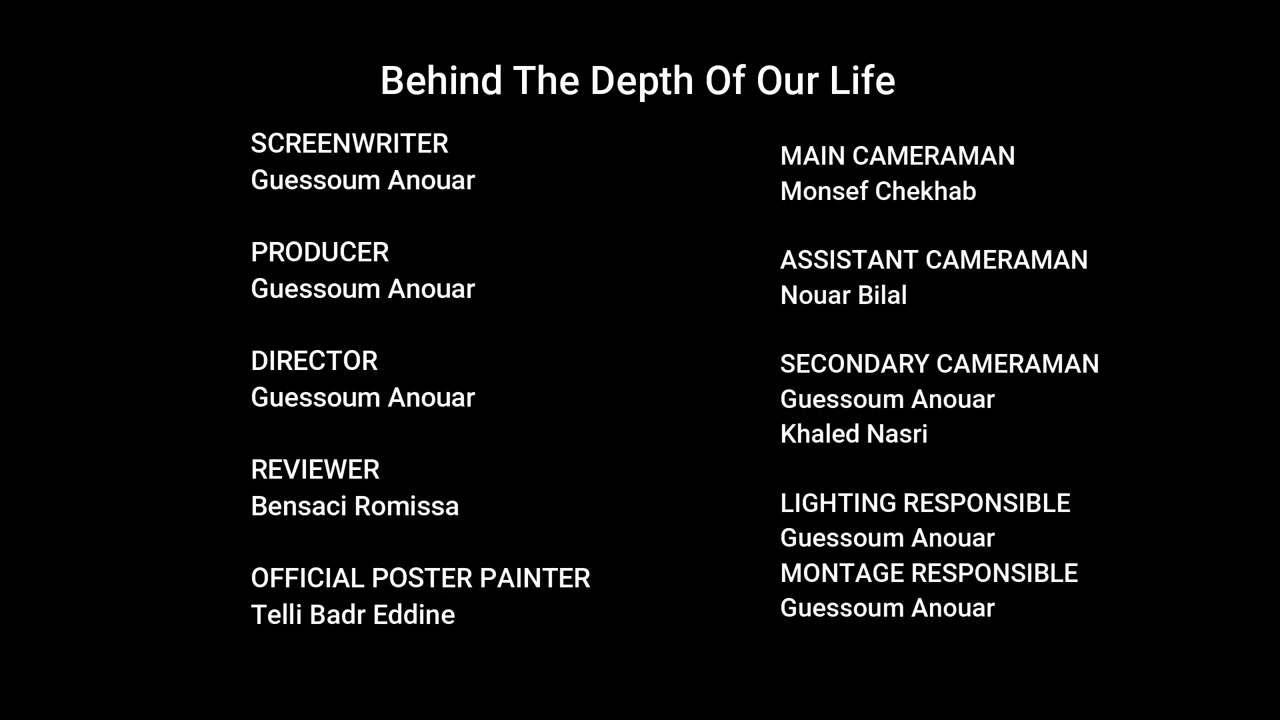 Behind The Depth Of Our Life
SCREENWRITER
Guessoum Anouar
PRODUCER
Guessoum Anouar
DIRECTOR
Guessoum Anouar
REVIEWER
Bensaci Romissa
OFFICIAL POSTER PAINTER
Telli Badr Eddine
MAIN CAMERAMAN
Monsef Chekhab
ASSISTANT CAMERAMAN
Nouar Bilal
SECONDARY CAMERAMAN
Guessoum Anouar
Khaled Nasri
LIGHTING RESPONSIBLE
Guessoum Anouar
MONTAGE RESPONSIBLE
Guessoum Anouar